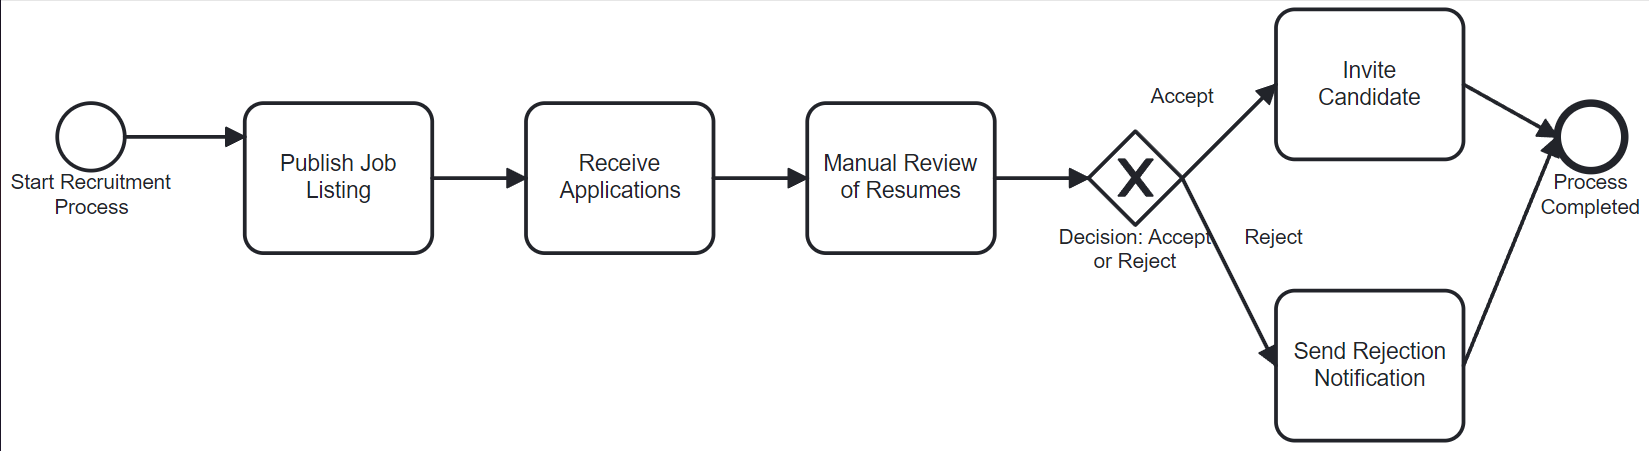 Start Recruitment
Process
Publish Job
Listing
Receive
Applications
Manual Review
of Resumes
X
Decision: Accept
or Reject
Accept
Reject
Invite
Candidate
Send Rejection
Notification
Process
Completed